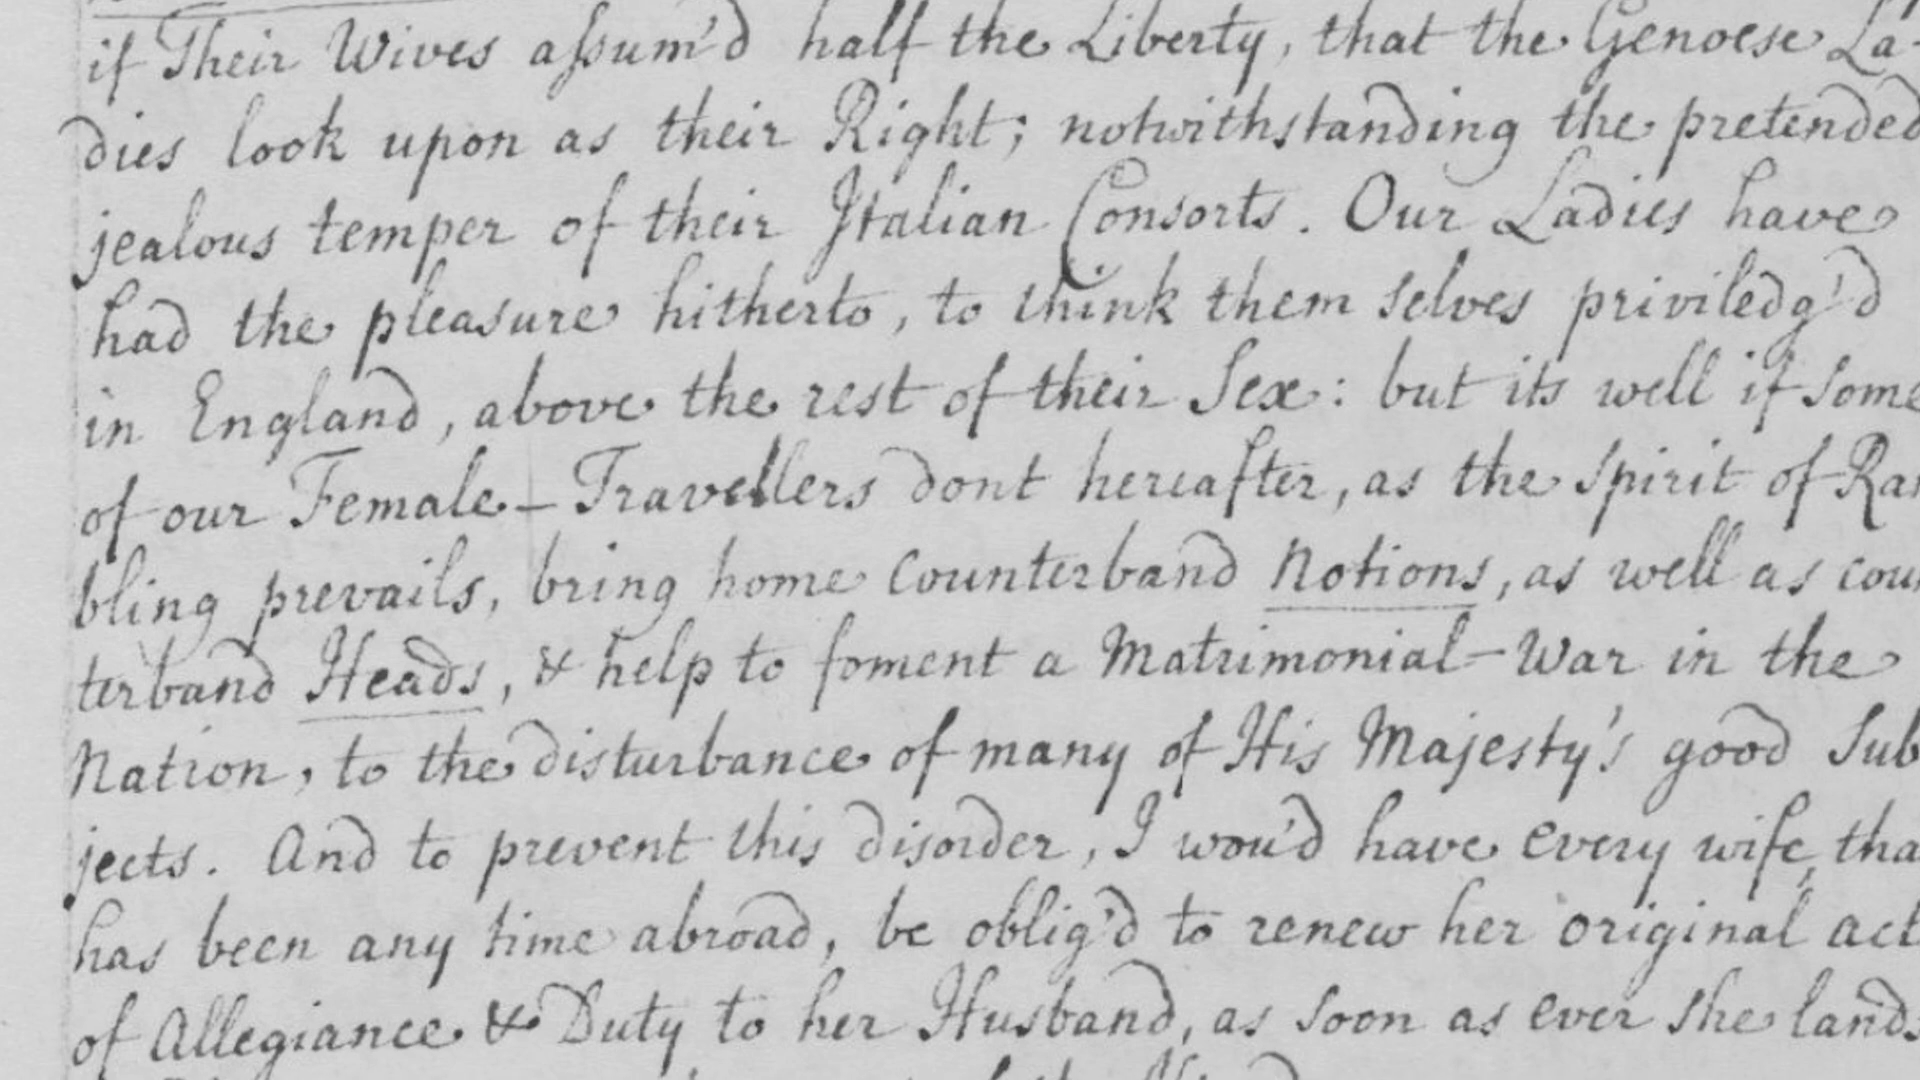 if Their Wives assum'd half the Liberty, that the Genoese La-
dies look upon as their Right; notwithstanding the pretended
jealous temper of their Italian Consorts. Our Ladies have
had the pleasure hitherto, to think them selves priviledg'd
in England, above the rest of their Sex: but its well if some
of our Female-Travellers dont hereafter, as the Spirit of Ra
bling prevails, bring home Counterband Notions, as well as cou
terband Heads, & help to foment a Matrimonial-War in the
Nation, to the disturbance of many of His Majesty's good Sub
jects. And to prevent this disorder, I wou'd have every wife, tha
has been any time abroad, be oblig'd to renew her original act
of Allegiance & Duty to her Husband, as soon as ever she lands